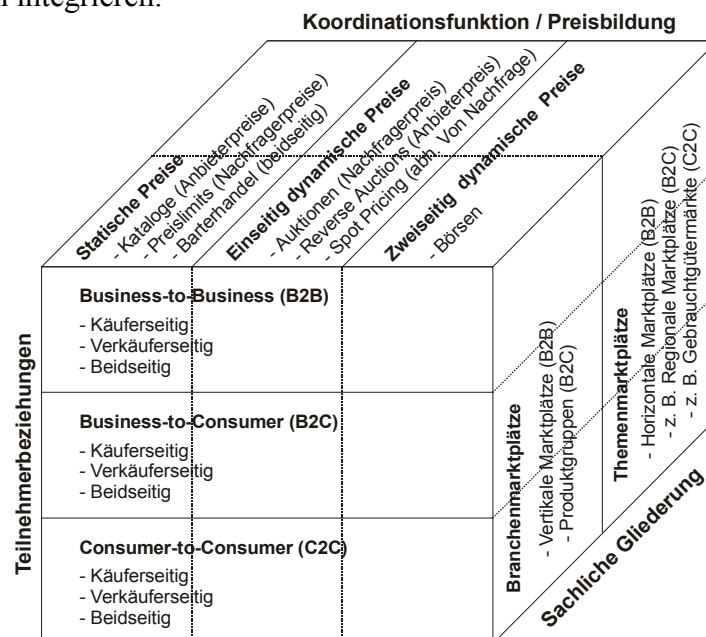 integrieren.
Koordinationsfunktion / Preisbildung
Statische Preise
- Kataloge (Anbieterpreise)
- Preislimits (Nachfragerpreise)
- Barterhandel (beidseitig)
Einseitig dynamische Preise
- Auktionen (Nachfragerpreis)
- Reverse Auctions (Anbieterpreis)
- Spot Pricing (abh. Von Nachfrage)
Zweiseitig dynamische Preise
- Börsen
Teilnehmerbeziehungen
Business-to-Business (B2B)
- Käuferseitig
- Verkäuferseitig
- Beidseitig
Business-to-Consumer (B2C)
- Käuferseitig
- Verkäuferseitig
- Beidseitig
Consumer-to-Consumer (C2C)
- Käuferseitig
- Verkäuferseitig
- Beidseitig
Branchenmarktplätze
- Vertikale Marktplätze (B2B)
- Produktgruppen (B2C)
Themenmarktplätze
- Horizontale Marktplätze (B2B)
- z. B. Regionale Marktplätze (B2C)
- z. B. Gebrauchtgütermärkte (C2C)
Sachliche Gliederung